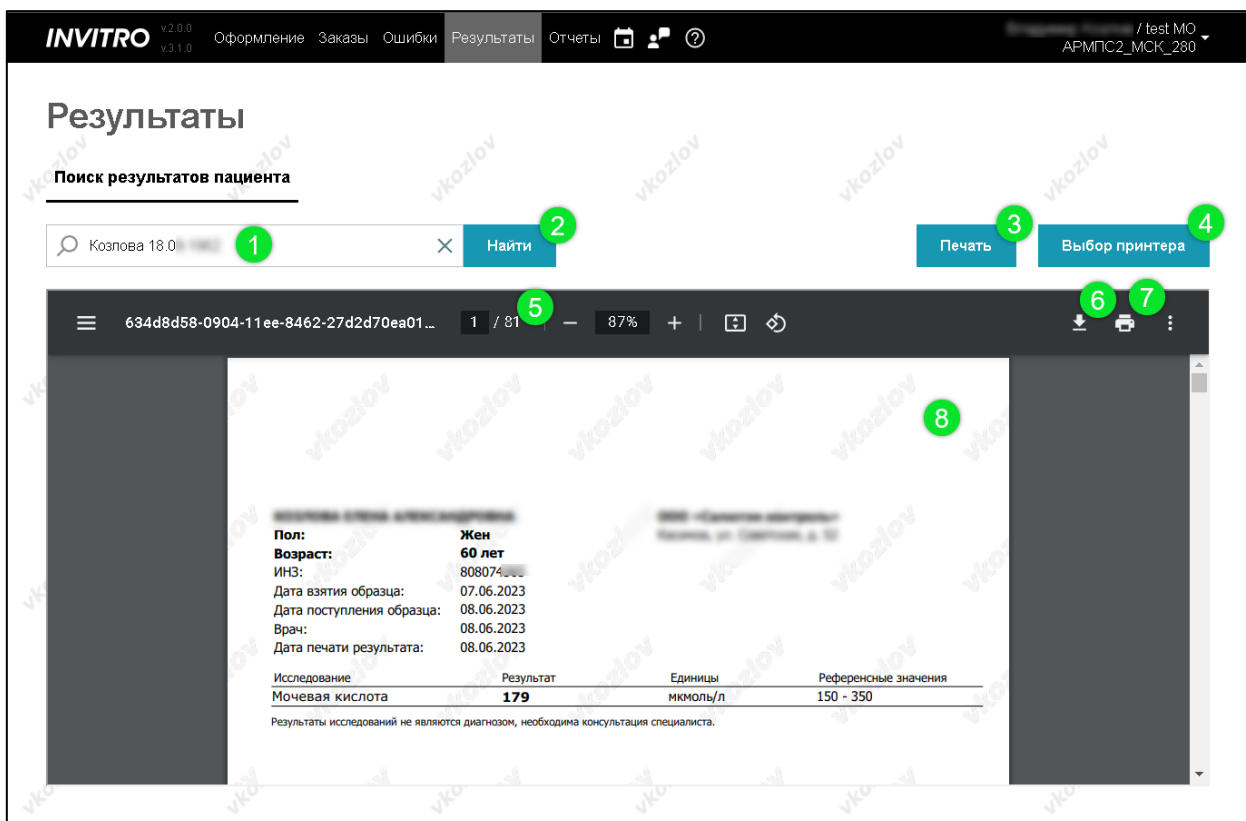 INVITRO v.2.0.0 v.3.1.0 Оформление Заказы Ошибки Результаты Отчеты / test МО
АРМПС2_МСК_280
Результаты
Поиск результатов пациента
Козлова 18.0 1 Найти 2 Печать 3 Выбор принтера 4
634d8d58-0904-11ee-8462-27d2d70ea01... 1 / 81 5 − 87% + 6 7
8
Пол: Жен
Возраст: 60 лет
ИНЗ: 808074
Дата взятия образца: 07.06.2023
Дата поступления образца: 08.06.2023
Врач: 08.06.2023
Дата печати результата: 08.06.2023
Исследование Результат Единицы Референсные значения
Мочевая кислота 179 мкмоль/л 150 - 350
Результаты исследований не являются диагнозом, необходима консультация специалиста.
vkozlov